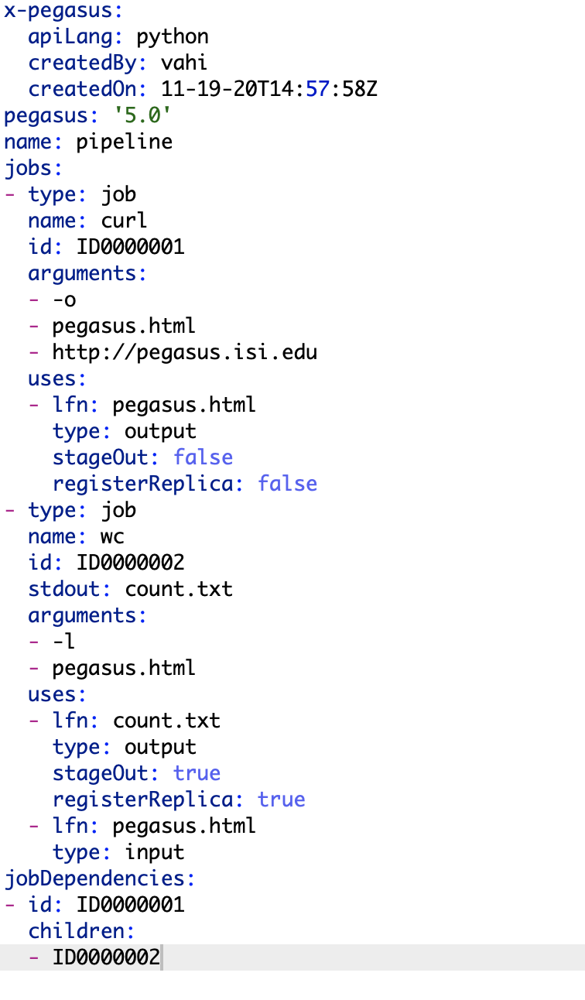 x-pegasus:
  apiLang: python
  createdBy: vahi
  createdOn: 11-19-20T14:57:58Z
pegasus: '5.0'
name: pipeline
jobs:
- type: job
  name: curl
  id: ID0000001
  arguments:
  - -o
  - pegasus.html
  - http://pegasus.isi.edu
  uses:
  - lfn: pegasus.html
    type: output
    stageOut: false
    registerReplica: false
- type: job
  name: wc
  id: ID0000002
  stdout: count.txt
  arguments:
  - -l
  - pegasus.html
  uses:
  - lfn: count.txt
    type: output
    stageOut: true
    registerReplica: true
  - lfn: pegasus.html
    type: input
jobDependencies:
- id: ID0000001
  children:
  - ID0000002